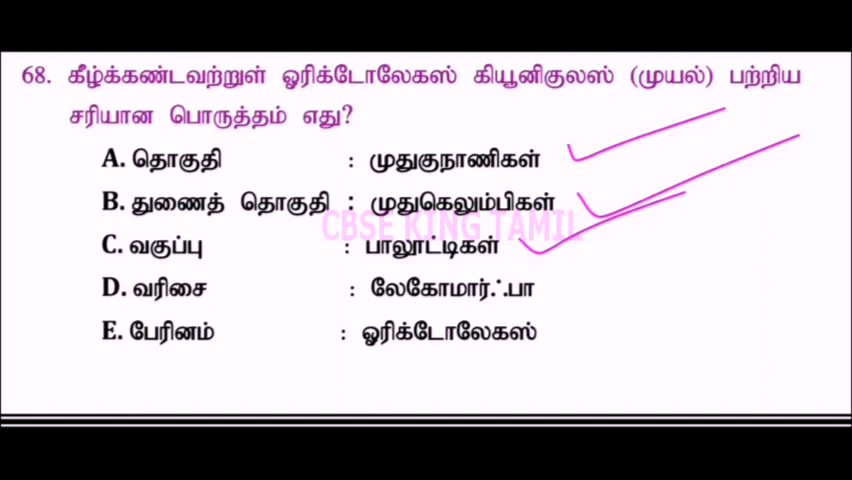 68. கீழ்க்கண்டவற்றுள் ஓரிக்டோலேகஸ் கியூனிகுலஸ் (முயல்) பற்றிய
சரியான பொருத்தம் எது?
A. தொகுதி : முதுகுநாணிகள்
B. துணைத் தொகுதி : முதுகெலும்பிகள்
CBSE KING TAMIL
C. வகுப்பு : பாலூட்டிகள்
D. வரிசை : லேகோமார்ஃபா
E. பேரினம் : ஓரிக்டோலேகஸ்